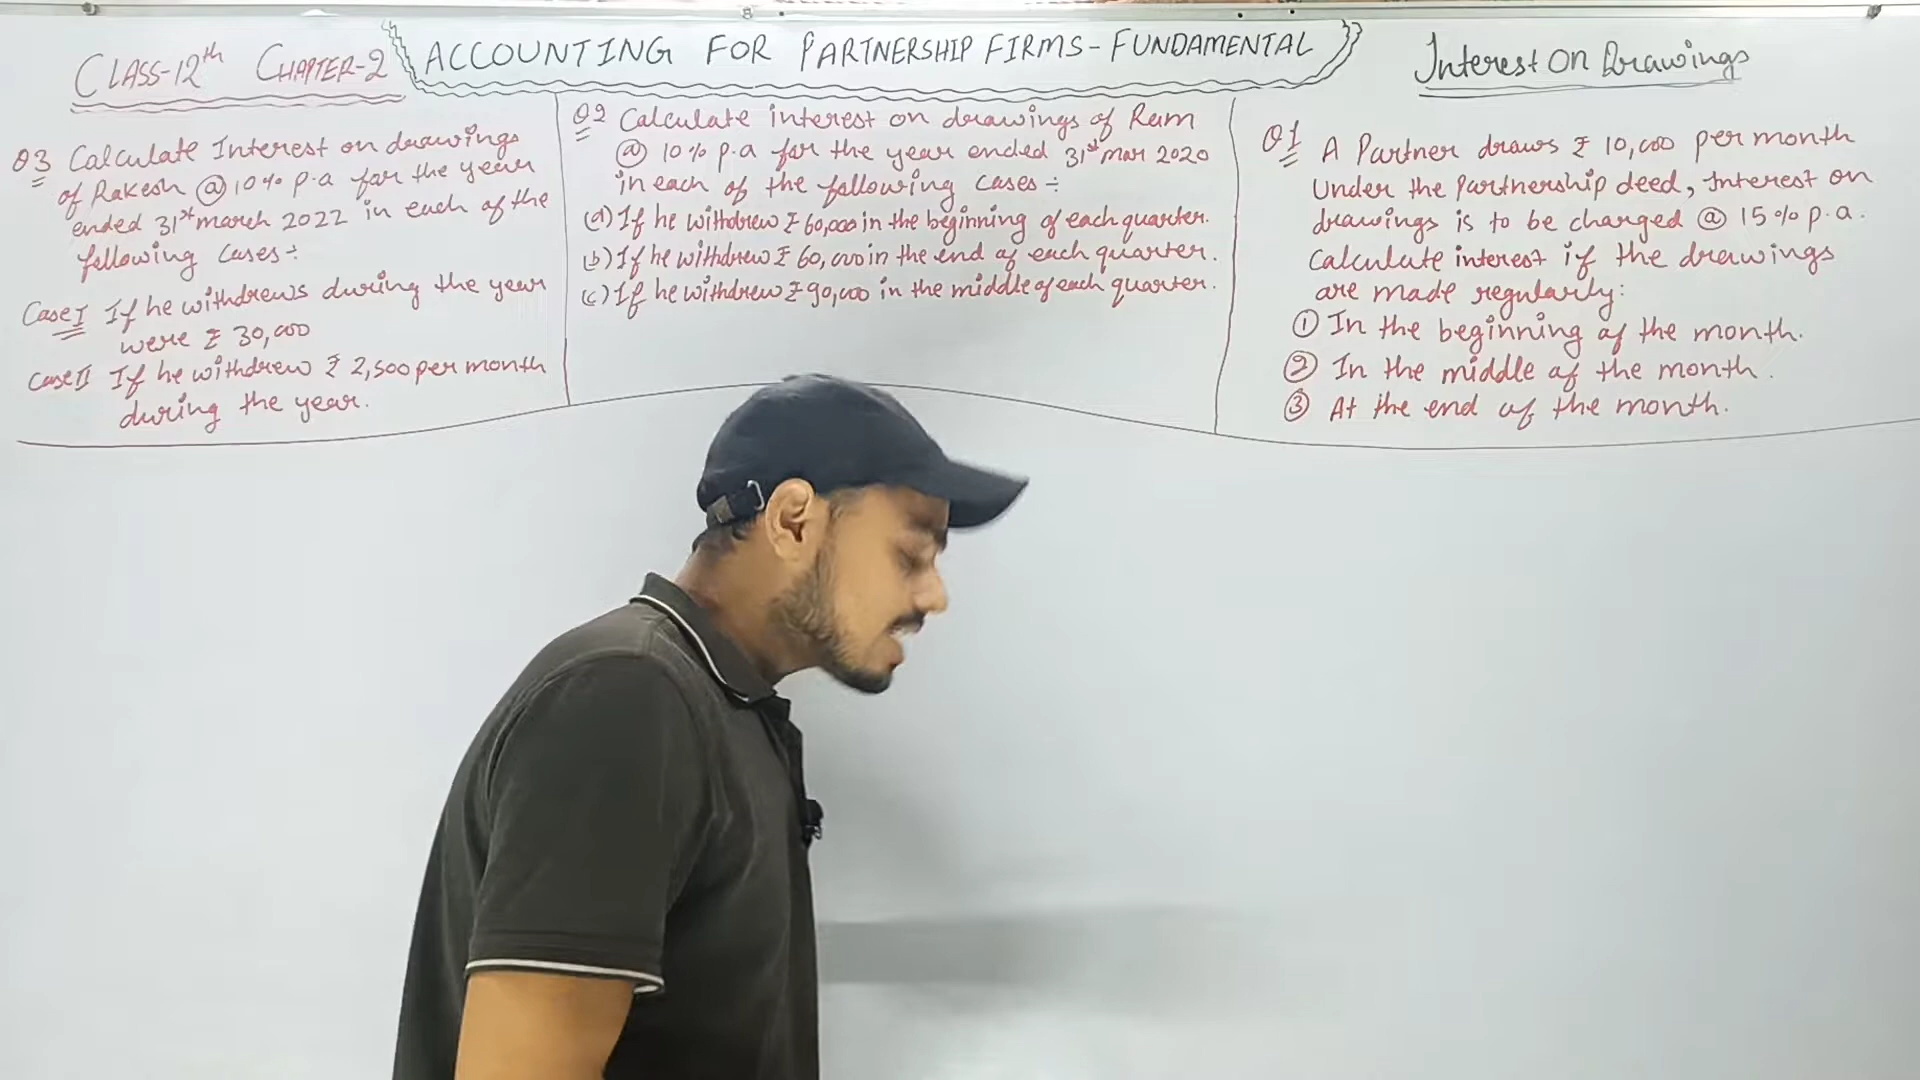 CLASS-12th CHAPTER-2
ACCOUNTING FOR PARTNERSHIP FIRMS-FUNDAMENTAL
Interest On Drawings
Q3 Calculate Interest on drawings
of Rakesh @ 10% p.a for the year
ended 31st march 2022 in each of the
following cases ÷
Case I If he withdrews during the year
were ₹ 30,000
Case II If he withdrew ₹ 2,500 per month
during the year.
Q2 Calculate interest on drawings of Ram
@ 10% p.a for the year ended 31st mar 2020
in each of the following cases ÷
(a) If he withdrew ₹ 60,000 in the beginning of each quarter.
(b) If he withdrew ₹ 60,000 in the end of each quarter.
(c) If he withdrew ₹ 90,000 in the middle of each quarter.
Q1 A Partner draws ₹ 10,000 per month
Under the Partnership deed, Interest on
drawings is to be charged @ 15% p.a.
Calculate interest if the drawings
are made regularly:
① In the beginning of the month.
② In the middle of the month.
③ At the end of the month.